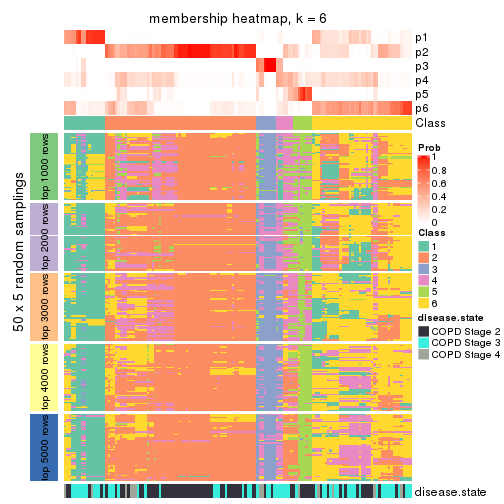 membership heatmap, k = 6
p1
p2
p3
p4
p5
p6
Class
50 x 5 random samplings
top 1000 rows
top 2000 rows
top 3000 rows
top 4000 rows
top 5000 rows
Prob
1
0.8
0.6
0.4
0.2
0
Class
1
2
3
4
5
6
disease.state
COPD Stage 2
COPD Stage 3
COPD Stage 4
disease.state